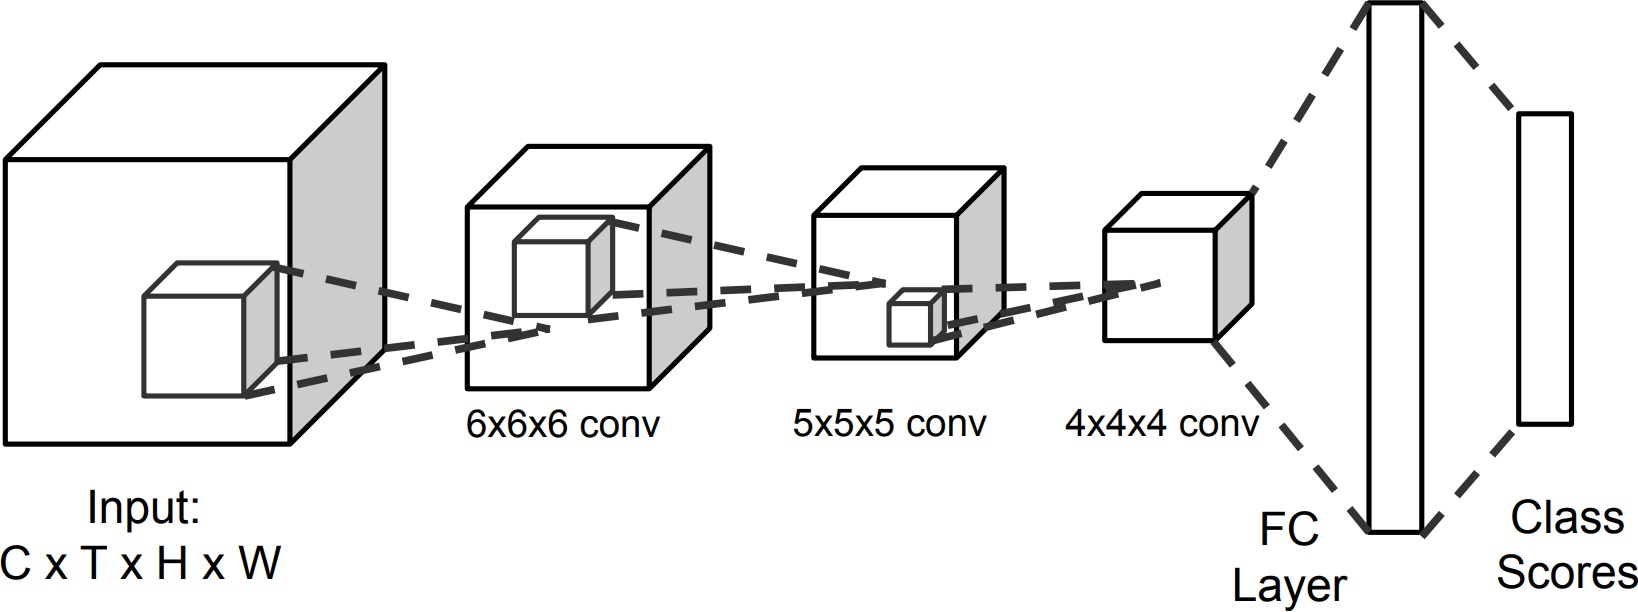 6x6x6 conv
5x5x5 conv
4x4x4 conv
Input:
C x T x H x W
FC
Layer
Class
Scores